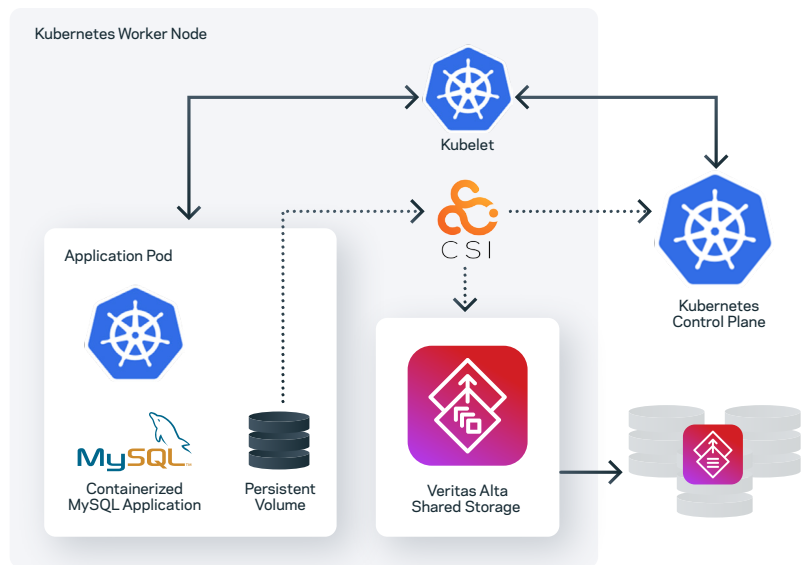 Kubernetes Worker Node
Kubelet
CSI
Application Pod
Kubernetes
Control Plane
MySQL
Containerized
MySQL Application
Persistent
Volume
Veritas Alta
Shared Storage